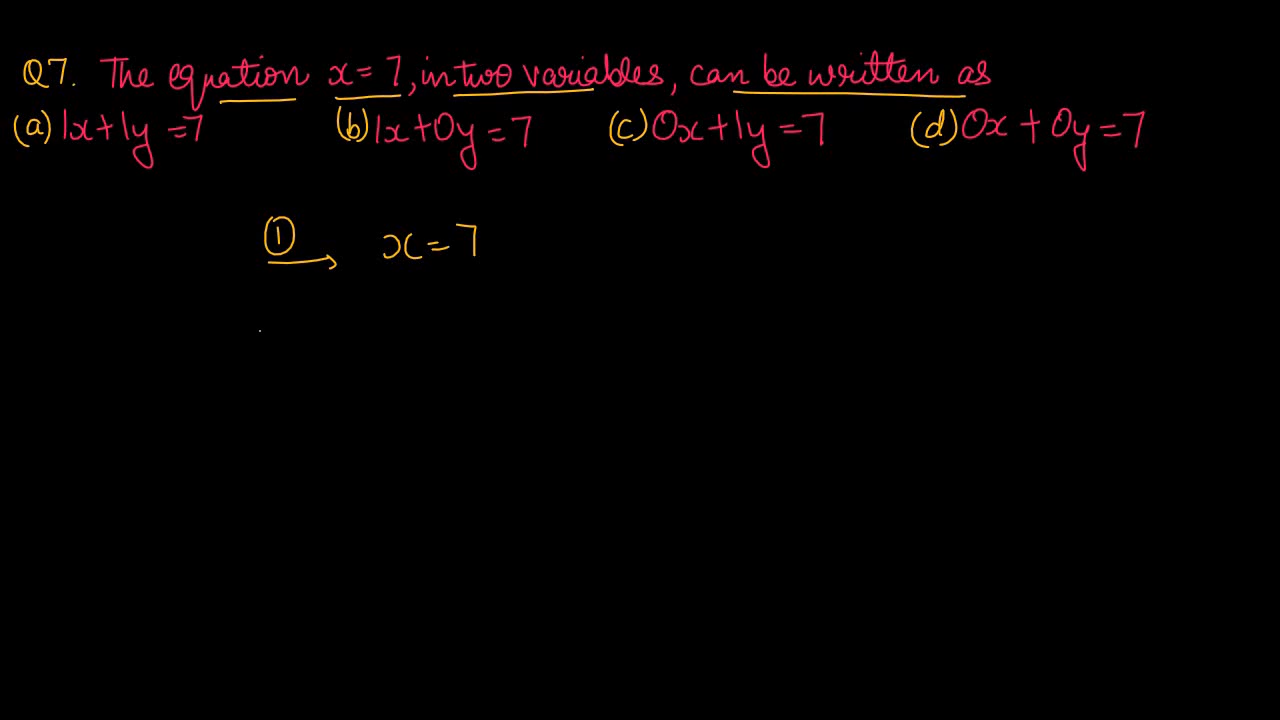 Q7. The equation x = 7, in two variables, can be written as
(a) 1x + 1y = 7 (b) 1x + 0y = 7 (c) 0x + 1y = 7 (d) 0x + 0y = 7
① → x = 7